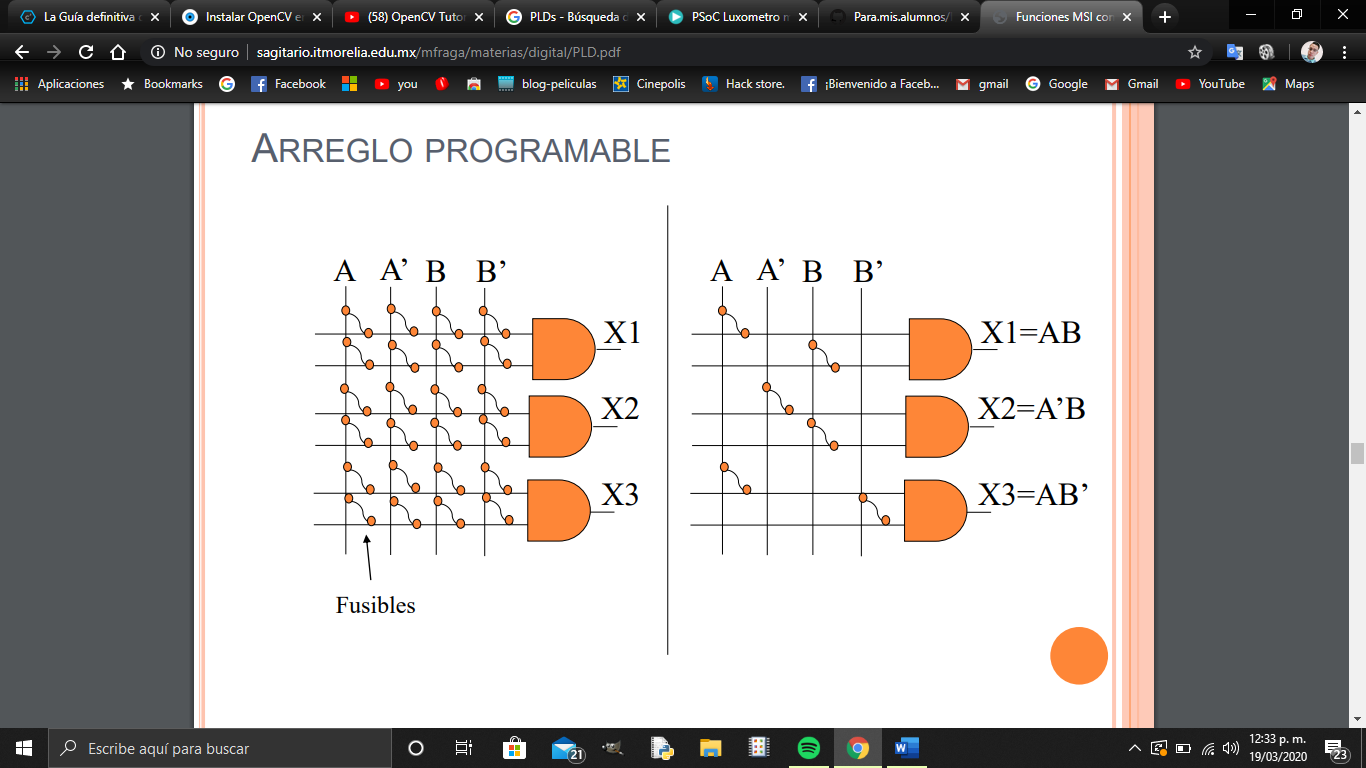 La Guía definitiva
Instalar OpenCV e
(58) OpenCV Tuto
PLDs - Búsqueda
PSoC Luxometro
Para.mis.alumnos/
Funciones MSI con
No seguro | sagitario.itmorelia.edu.mx/mfraga/materias/digital/PLD.pdf
Aplicaciones Bookmarks Facebook you blog-peliculas Cinepolis Hack store. ¡Bienvenido a Faceb... gmail Google Gmail YouTube Maps
ARREGLO PROGRAMABLE
A A’ B B’
X1
X2
X3
Fusibles
A A’ B B’
X1=AB
X2=A’B
X3=AB’
Escribe aquí para buscar
21
12:33 p. m.
19/03/2020
23